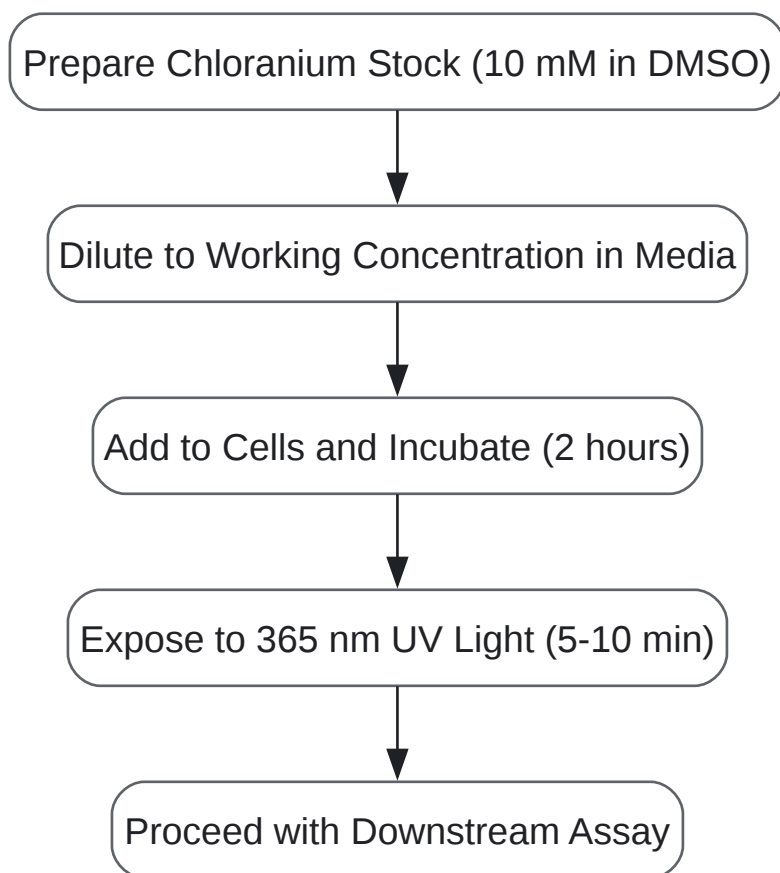 Prepare Chloranium Stock (10 mM in DMSO)
Dilute to Working Concentration in Media
Add to Cells and Incubate (2 hours)
Expose to 365 nm UV Light (5-10 min)
Proceed with Downstream Assay